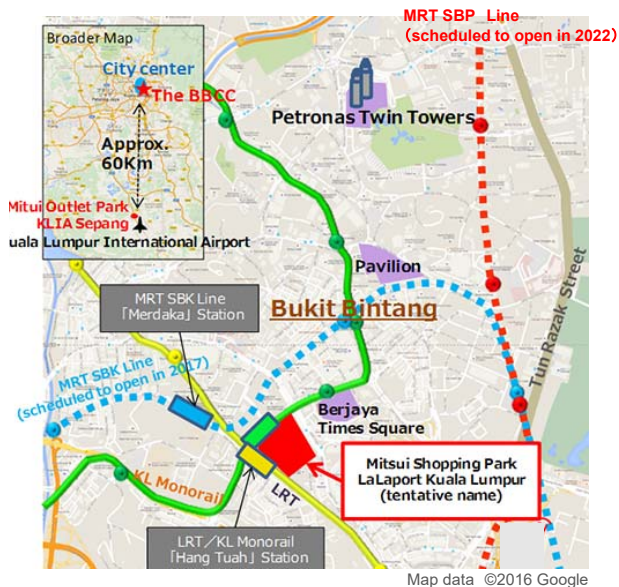 MRT SBP Line
(scheduled to open in 2022)
Broader Map
City center
The BBCC
Approx.
60Km
Mitui Outlet Park
KLIA Sepang
uala Lumpur International Airport
Petronas Twin Towers
Pavilion
MRT SBK Line
「Merdaka」Station
Bukit Bintang
Tun Razak Street
MRT SBK Line
(scheduled to open in 2017)
Berjaya
Times Square
Mitsui Shopping Park
LaLaport Kuala Lumpur
(tentative name)
KL Monorail
LRT
LRT／KL Monorail
「Hang Tuah」Station
Map data ©2016 Google